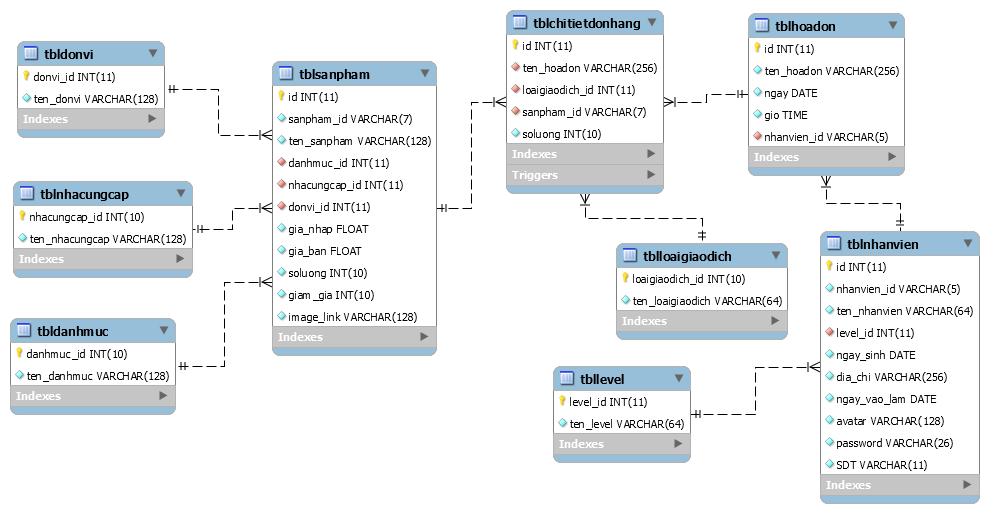 tbldonvi
donvi_id INT(11)
ten_donvi VARCHAR(128)
Indexes
tblnhacungcap
nhacungcap_id INT(10)
ten_nhacungcap VARCHAR(128)
Indexes
tbldanhmuc
danhmuc_id INT(10)
ten_danhmuc VARCHAR(128)
Indexes
tblsanpham
id INT(11)
sanpham_id VARCHAR(7)
ten_sanpham VARCHAR(128)
danhmuc_id INT(11)
nhacungcap_id INT(11)
donvi_id INT(11)
gia_nhap FLOAT
gia_ban FLOAT
soluong INT(10)
giam_gia INT(10)
image_link VARCHAR(128)
Indexes
tblchitietdonhang
id INT(11)
ten_hoadon VARCHAR(256)
loaigiaodich_id INT(11)
sanpham_id VARCHAR(7)
soluong INT(10)
Indexes
Triggers
tblhoadon
id INT(11)
ten_hoadon VARCHAR(256)
ngay DATE
gio TIME
nhanvien_id VARCHAR(5)
Indexes
tblloaigiaodich
loaigiaodich_id INT(10)
ten_loaigiaodich VARCHAR(64)
Indexes
tbllevel
level_id INT(11)
ten_level VARCHAR(64)
Indexes
tblnhanvien
id INT(11)
nhanvien_id VARCHAR(5)
ten_nhanvien VARCHAR(64)
level_id INT(11)
ngay_sinh DATE
dia_chi VARCHAR(256)
ngay_vao_lam DATE
avatar VARCHAR(128)
password VARCHAR(26)
SDT VARCHAR(11)
Indexes